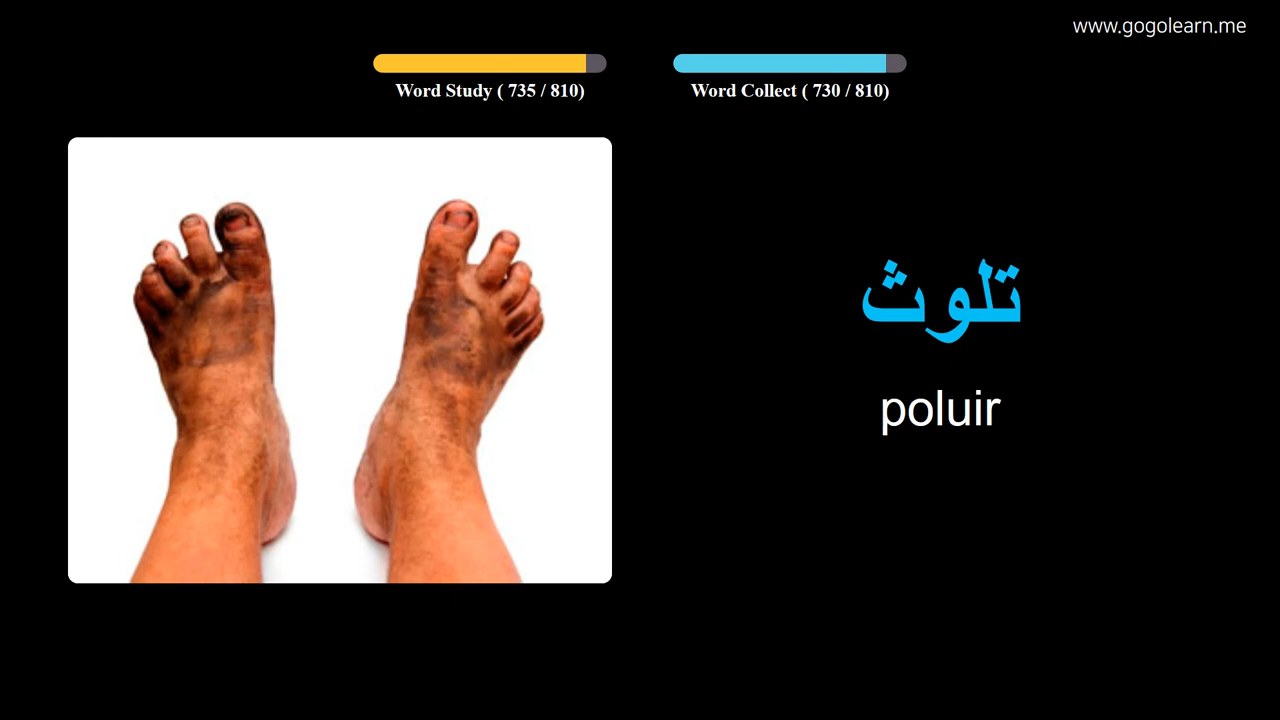 www.gogolearn.me
Word Study ( 735 / 810)
Word Collect ( 730 / 810)
تلوث
poluir